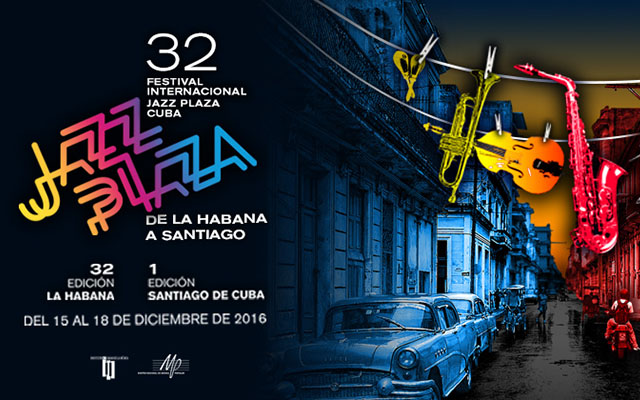 32
FESTIVAL
INTERNACIONAL
JAZZ PLAZA
CUBA
JAZZ
PLAZA
DE LA HABANA
A SANTIAGO
32
EDICIÓN
LA HABANA
1
EDICIÓN
SANTIAGO DE CUBA
DEL 15 AL 18 DE DICIEMBRE DE 2016